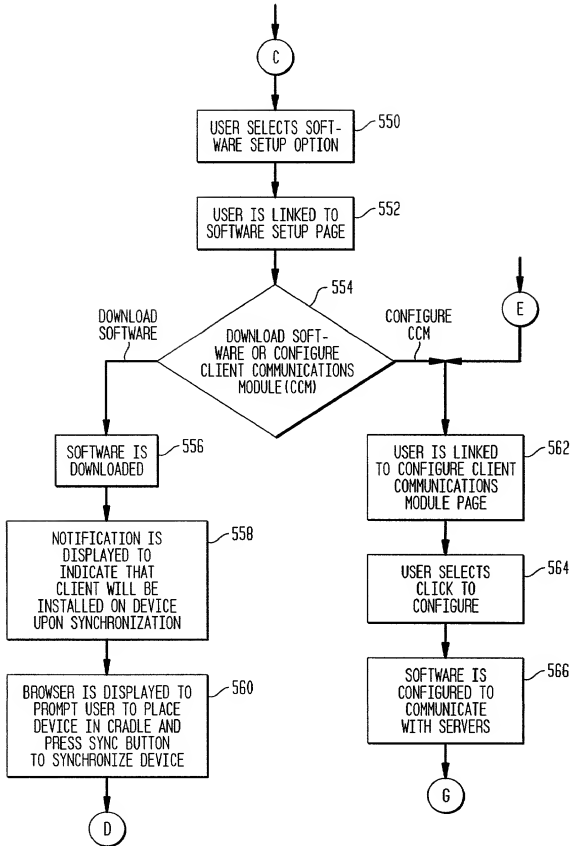 C
USER SELECTS SOFT-
WARE SETUP OPTION
550
USER IS LINKED TO
SOFTWARE SETUP PAGE
552
554
DOWNLOAD
SOFTWARE
DOWNLOAD SOFT-
WARE OR CONFIGURE
CLIENT COMMUNICATIONS
MODULE(CCM)
CONFIGURE
CCM
E
SOFTWARE IS
DOWNLOADED
556
NOTIFICATION IS
DISPLAYED TO
INDICATE THAT
CLIENT WILL BE
INSTALLED ON DEVICE
UPON SYNCHRONIZATION
558
BROWSER IS DISPLAYED TO
PROMPT USER TO PLACE
DEVICE IN CRADLE AND
PRESS SYNC BUTTON
TO SYNCHRONIZE DEVICE
560
D
USER IS LINKED
TO CONFIGURE CLIENT
COMMUNICATIONS
MODULE PAGE
562
USER SELECTS
CLICK TO
CONFIGURE
564
SOFTWARE IS
CONFIGURED TO
COMMUNICATE
WITH SERVERS
566
G